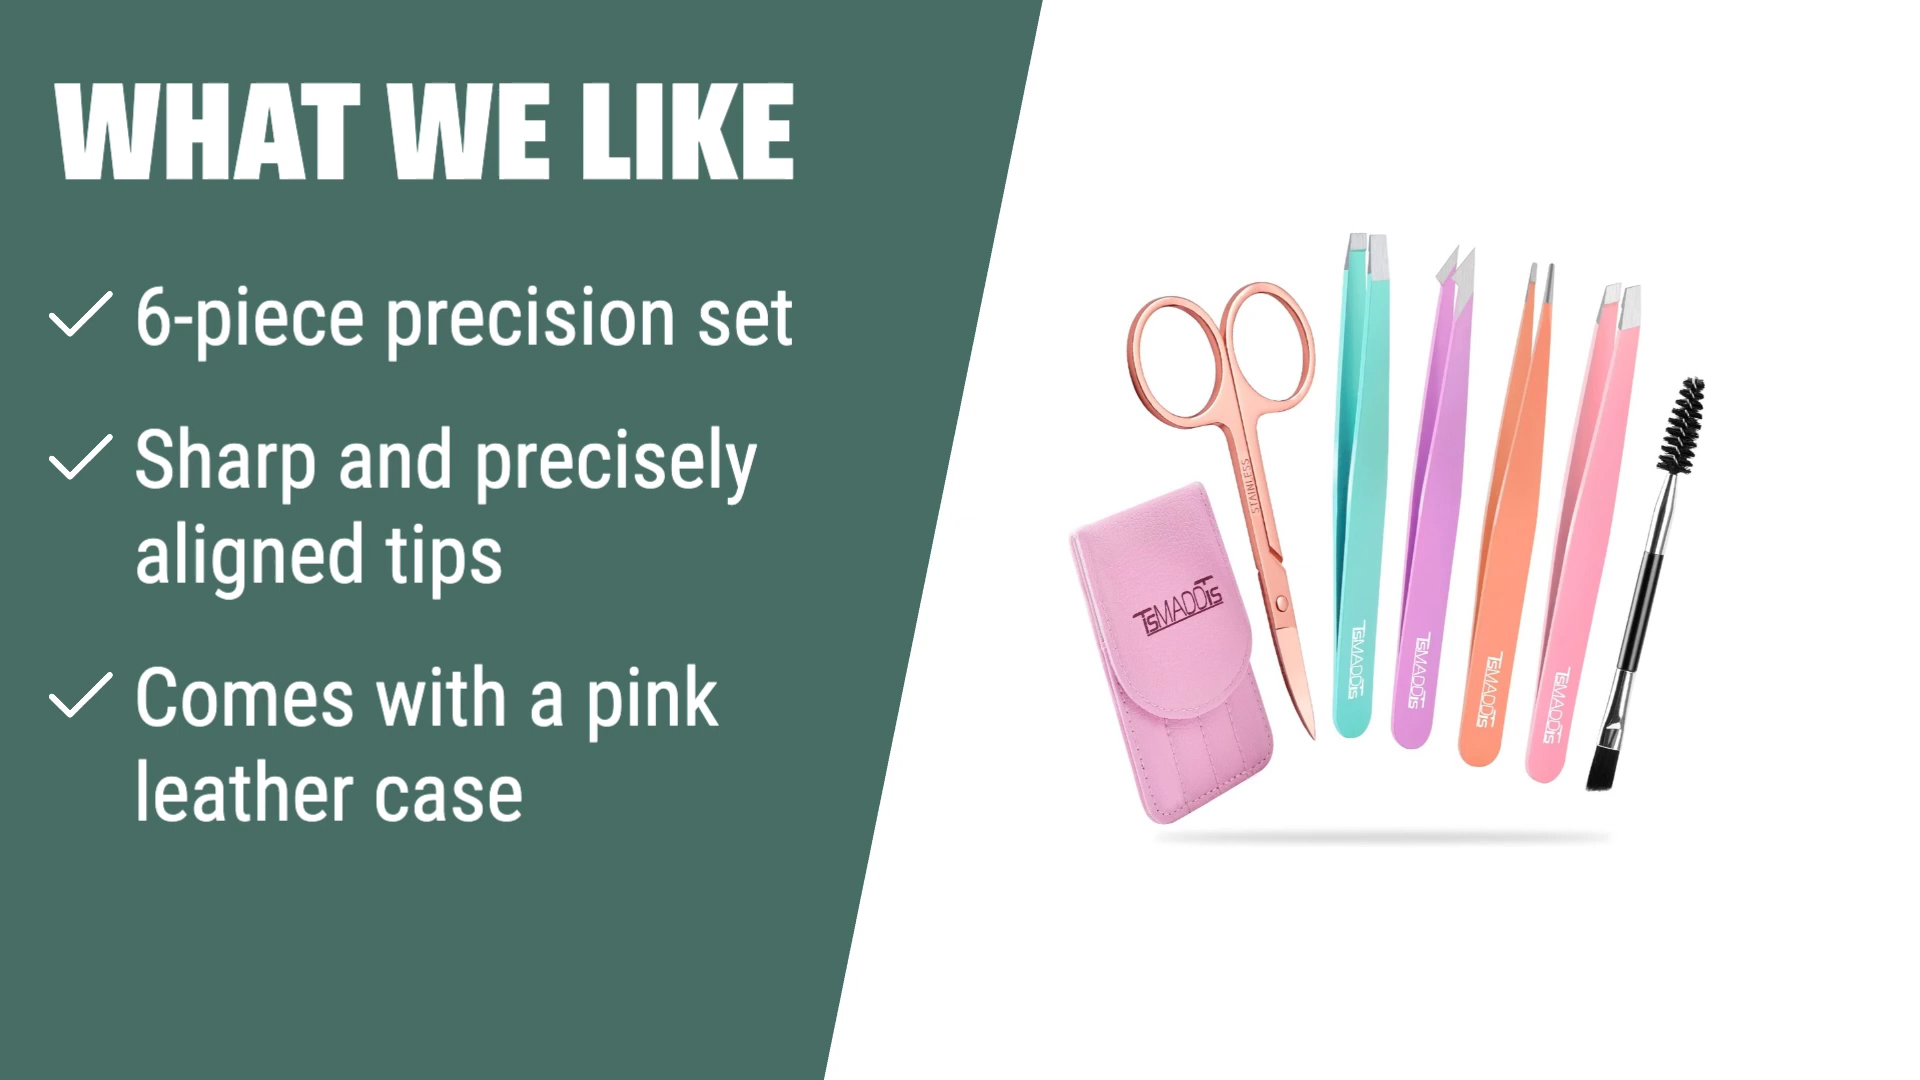 WHAT WE LIKE
6-piece precision set
Sharp and precisely
aligned tips
Comes with a pink
leather case
TSMADDTS
STAINLESS
TSMADDTS
TSMADDTS
TSMADDTS
TSMADDTS